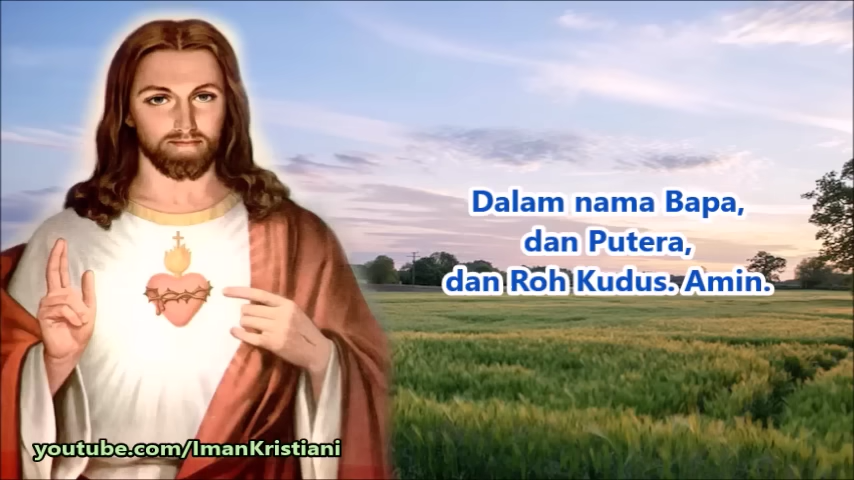 Dalam nama Bapa,
dan Putera,
dan Roh Kudus. Amin.
youtube.com/ImanKristiani